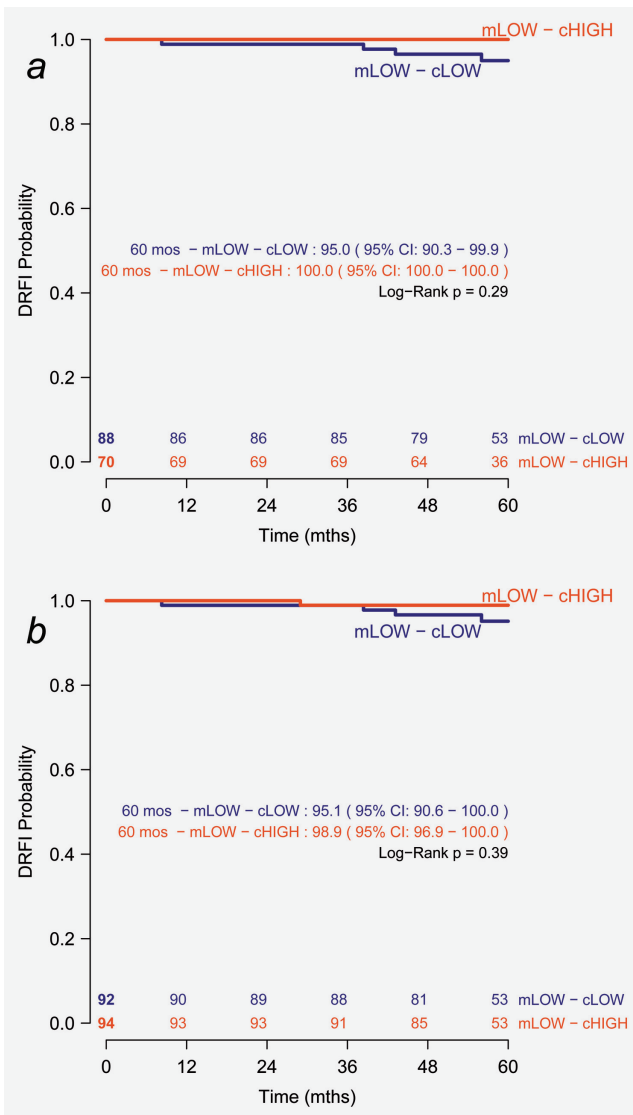 a
mLOW − cHIGH
1.0
mLOW − cLOW
0.8
0.6
60 mos − mLOW − cLOW : 95.0 ( 95% CI: 90.3 − 99.9 )
60 mos − mLOW − cHIGH : 100.0 ( 95% CI: 100.0 − 100.0 )
Log−Rank p = 0.29
DRFI Probability
0.4
0.2
88 86 86 85 79 53 mLOW − cLOW
0.0 70 69 69 69 64 36 mLOW − cHIGH
0 12 24 36 48 60
Time (mths)
b
mLOW − cHIGH
1.0
mLOW − cLOW
0.8
0.6
60 mos − mLOW − cLOW : 95.1 ( 95% CI: 90.6 − 100.0 )
60 mos − mLOW − cHIGH : 98.9 ( 95% CI: 96.9 − 100.0 )
Log−Rank p = 0.39
DRFI Probability
0.4
0.2
92 90 89 88 81 53 mLOW − cLOW
0.0 94 93 93 91 85 53 mLOW − cHIGH
0 12 24 36 48 60
Time (mths)